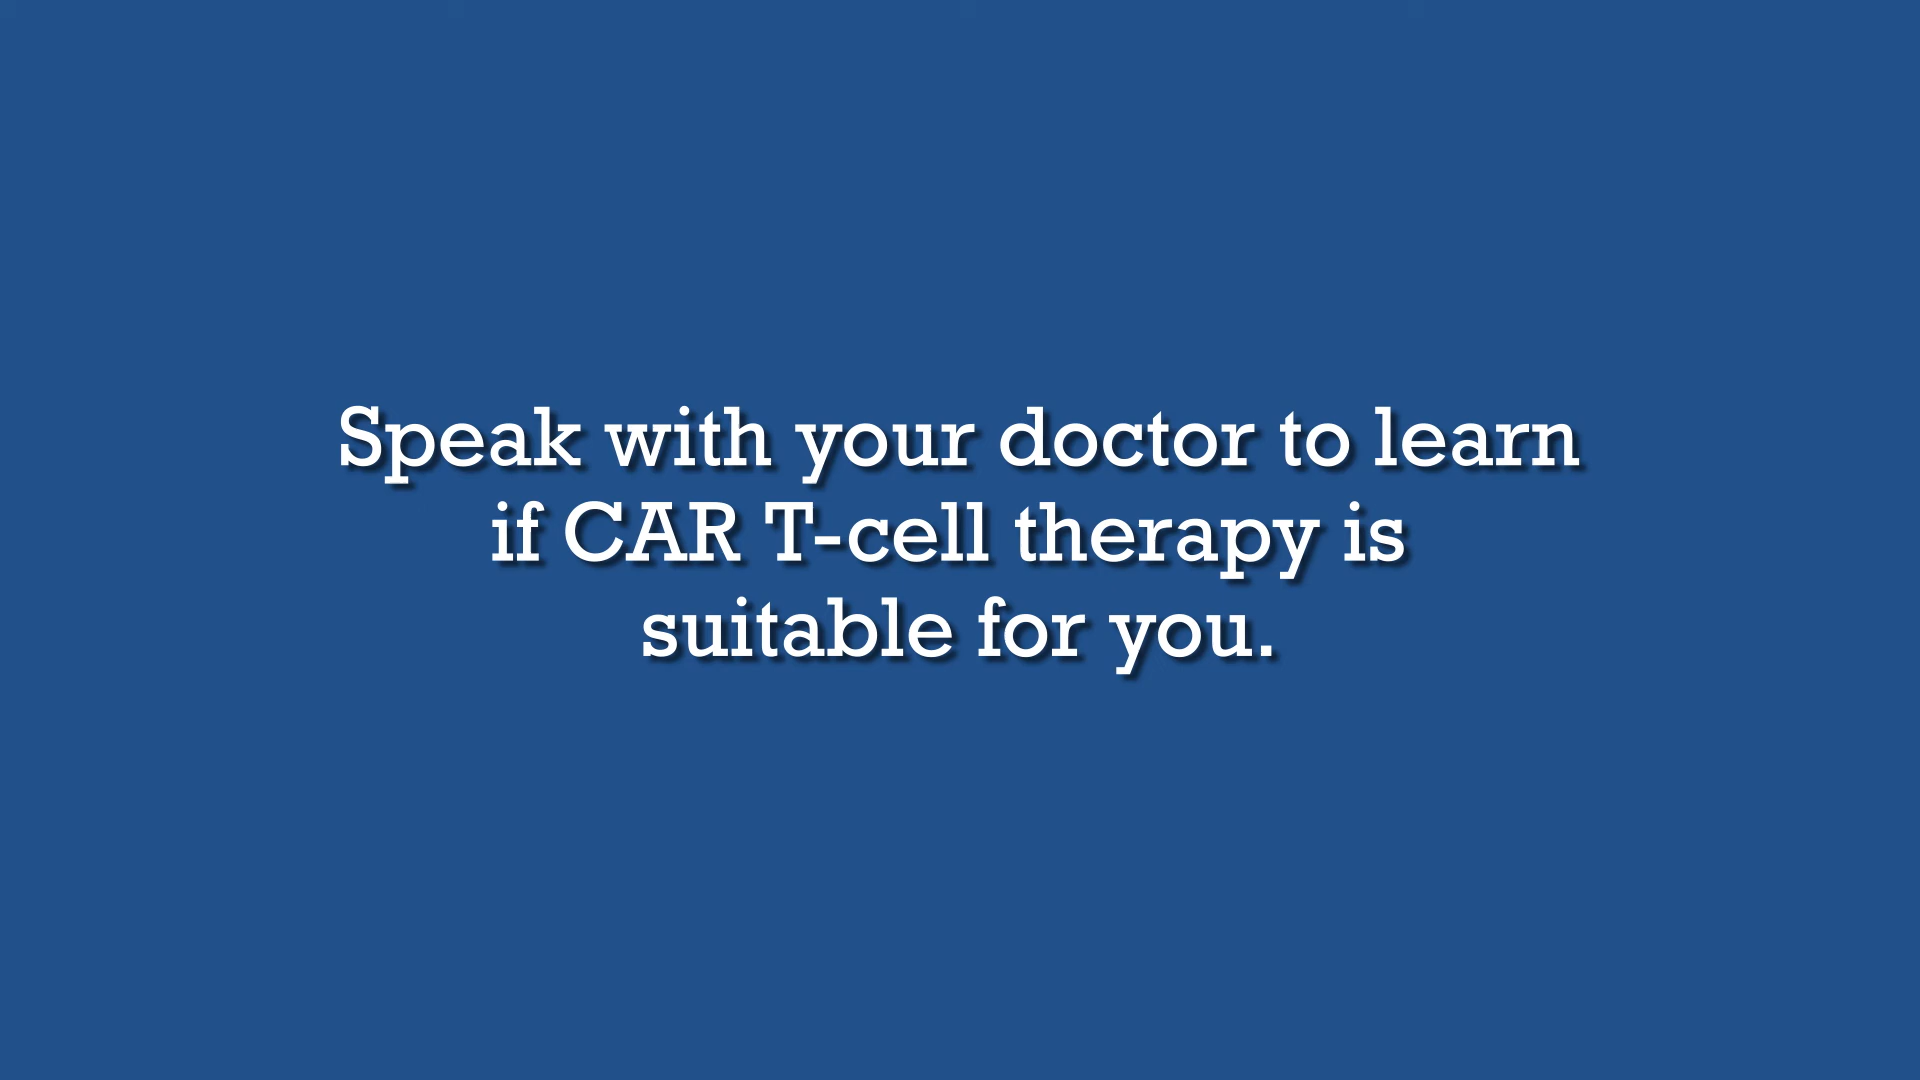 Speak with your doctor to learn
if CAR T-cell therapy is
suitable for you.